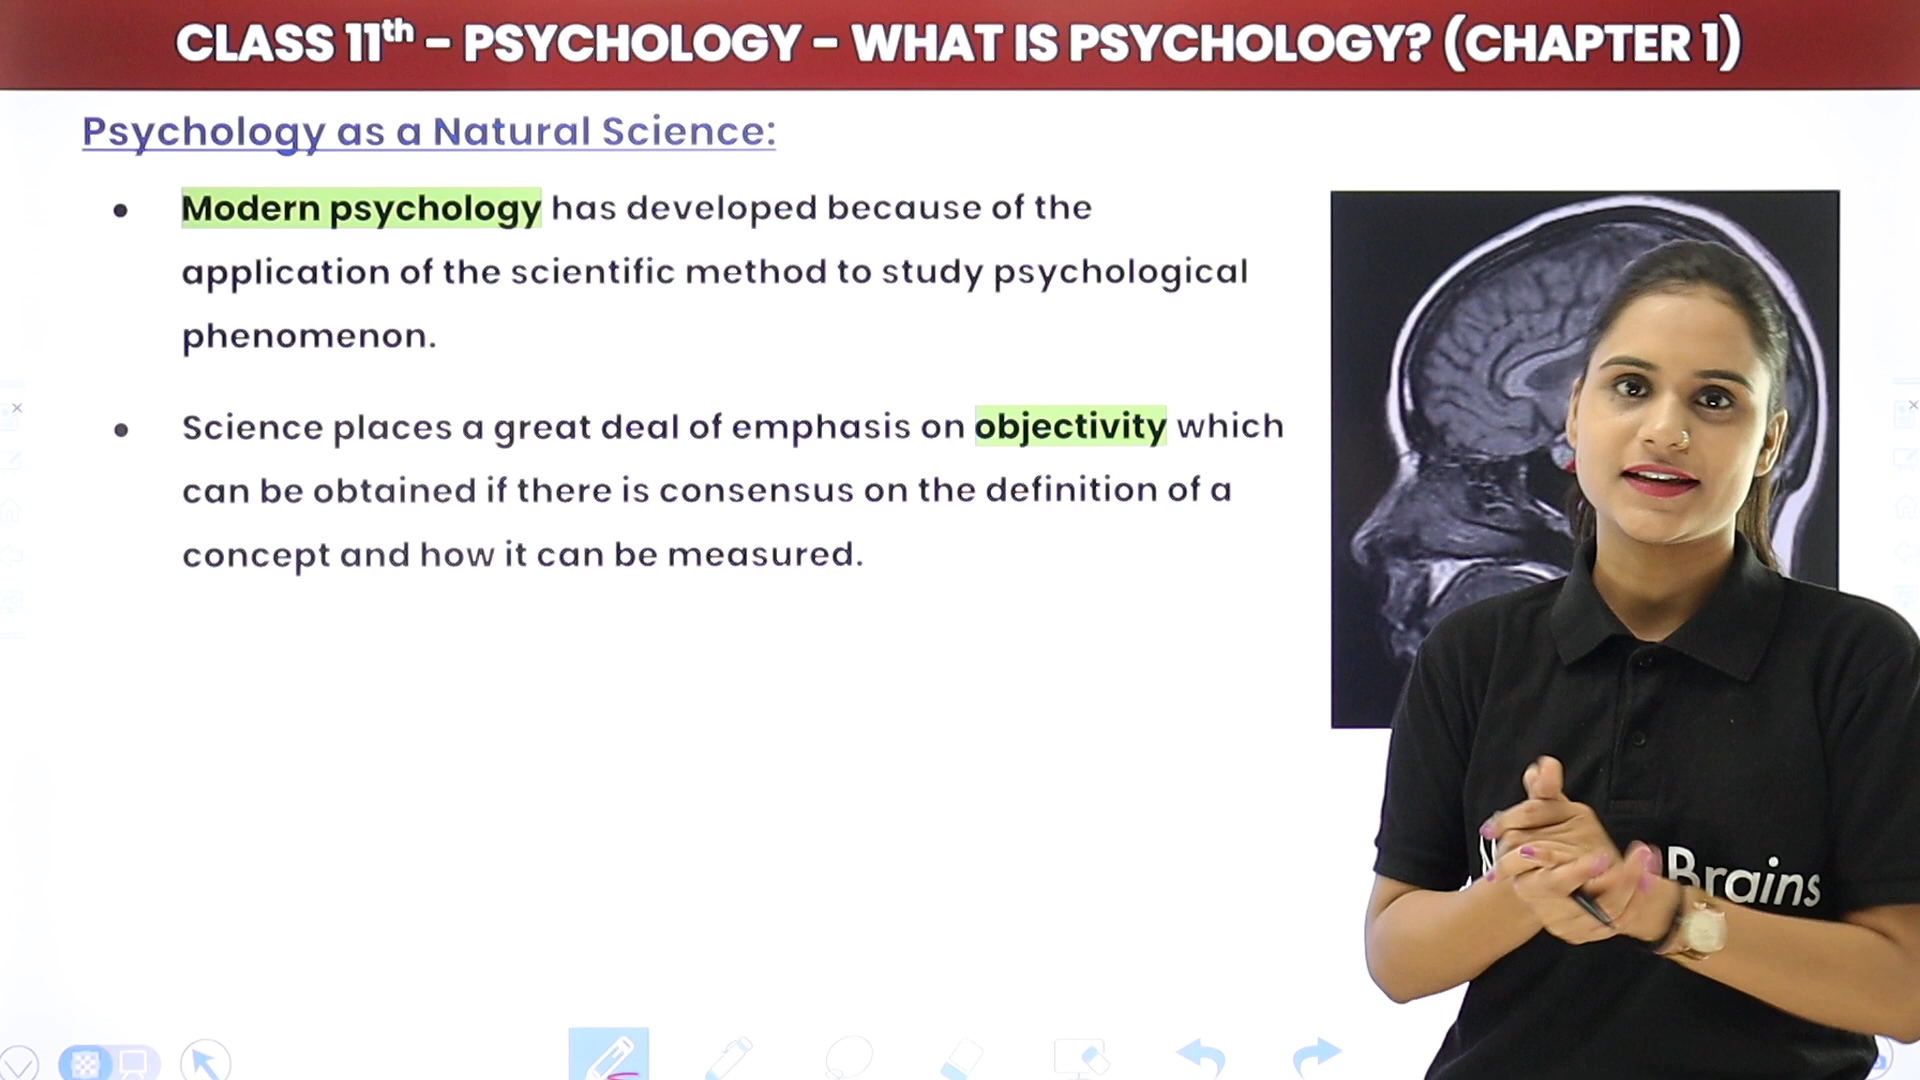 CLASS 11th – PSYCHOLOGY – WHAT IS PSYCHOLOGY? (CHAPTER 1)
Psychology as a Natural Science:
• Modern psychology has developed because of the
application of the scientific method to study psychological
phenomenon.
• Science places a great deal of emphasis on objectivity which
can be obtained if there is consensus on the definition of a
concept and how it can be measured.
Brains